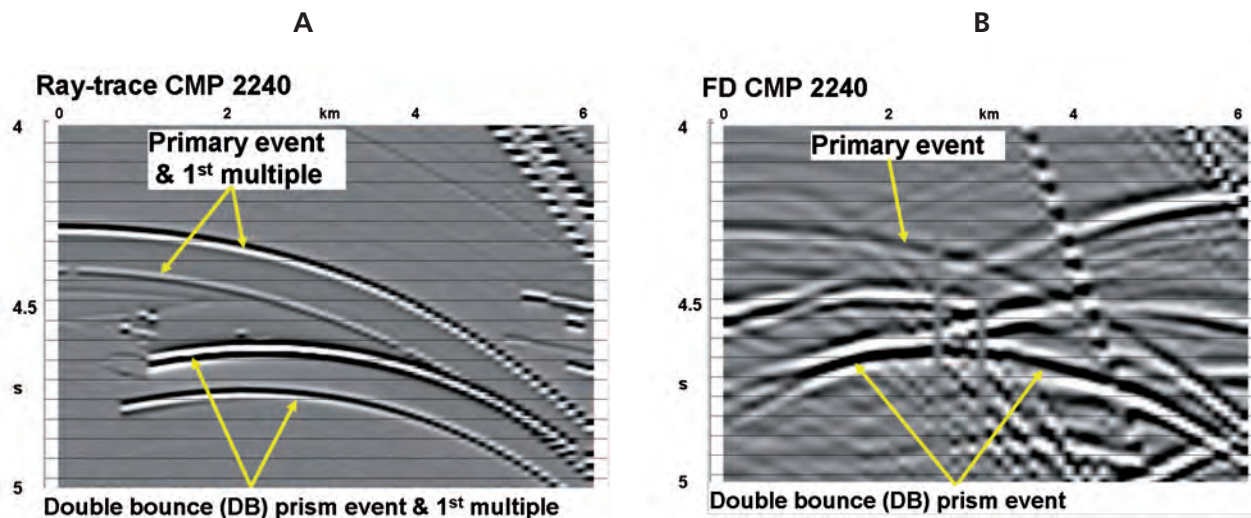 A
Ray-trace CMP 2240
0 2 km 4 6
4
Primary event
& 1st multiple
4.5
s
5
Double bounce (DB) prism event & 1st multiple
B
FD CMP 2240
0 2 km 4 6
4
Primary event
4.5
s
5
Double bounce (DB) prism event